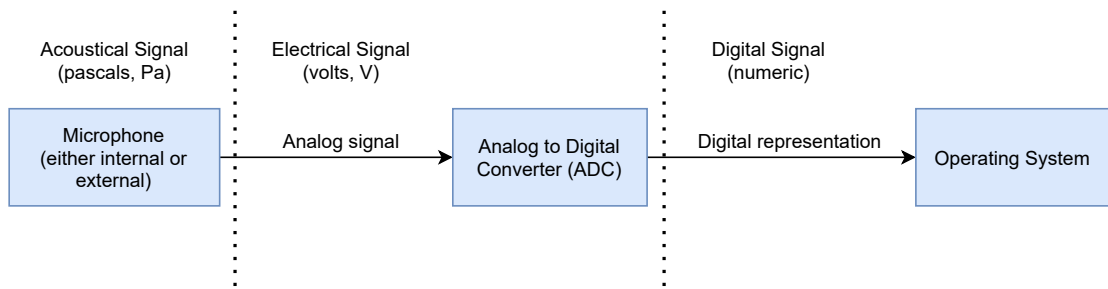 Acoustical Signal
(pascals, Pa)
Electrical Signal
(volts, V)
Digital Signal
(numeric)
Microphone
(either internal or
external)
Analog signal
Analog to Digital
Converter (ADC)
Digital representation
Operating System